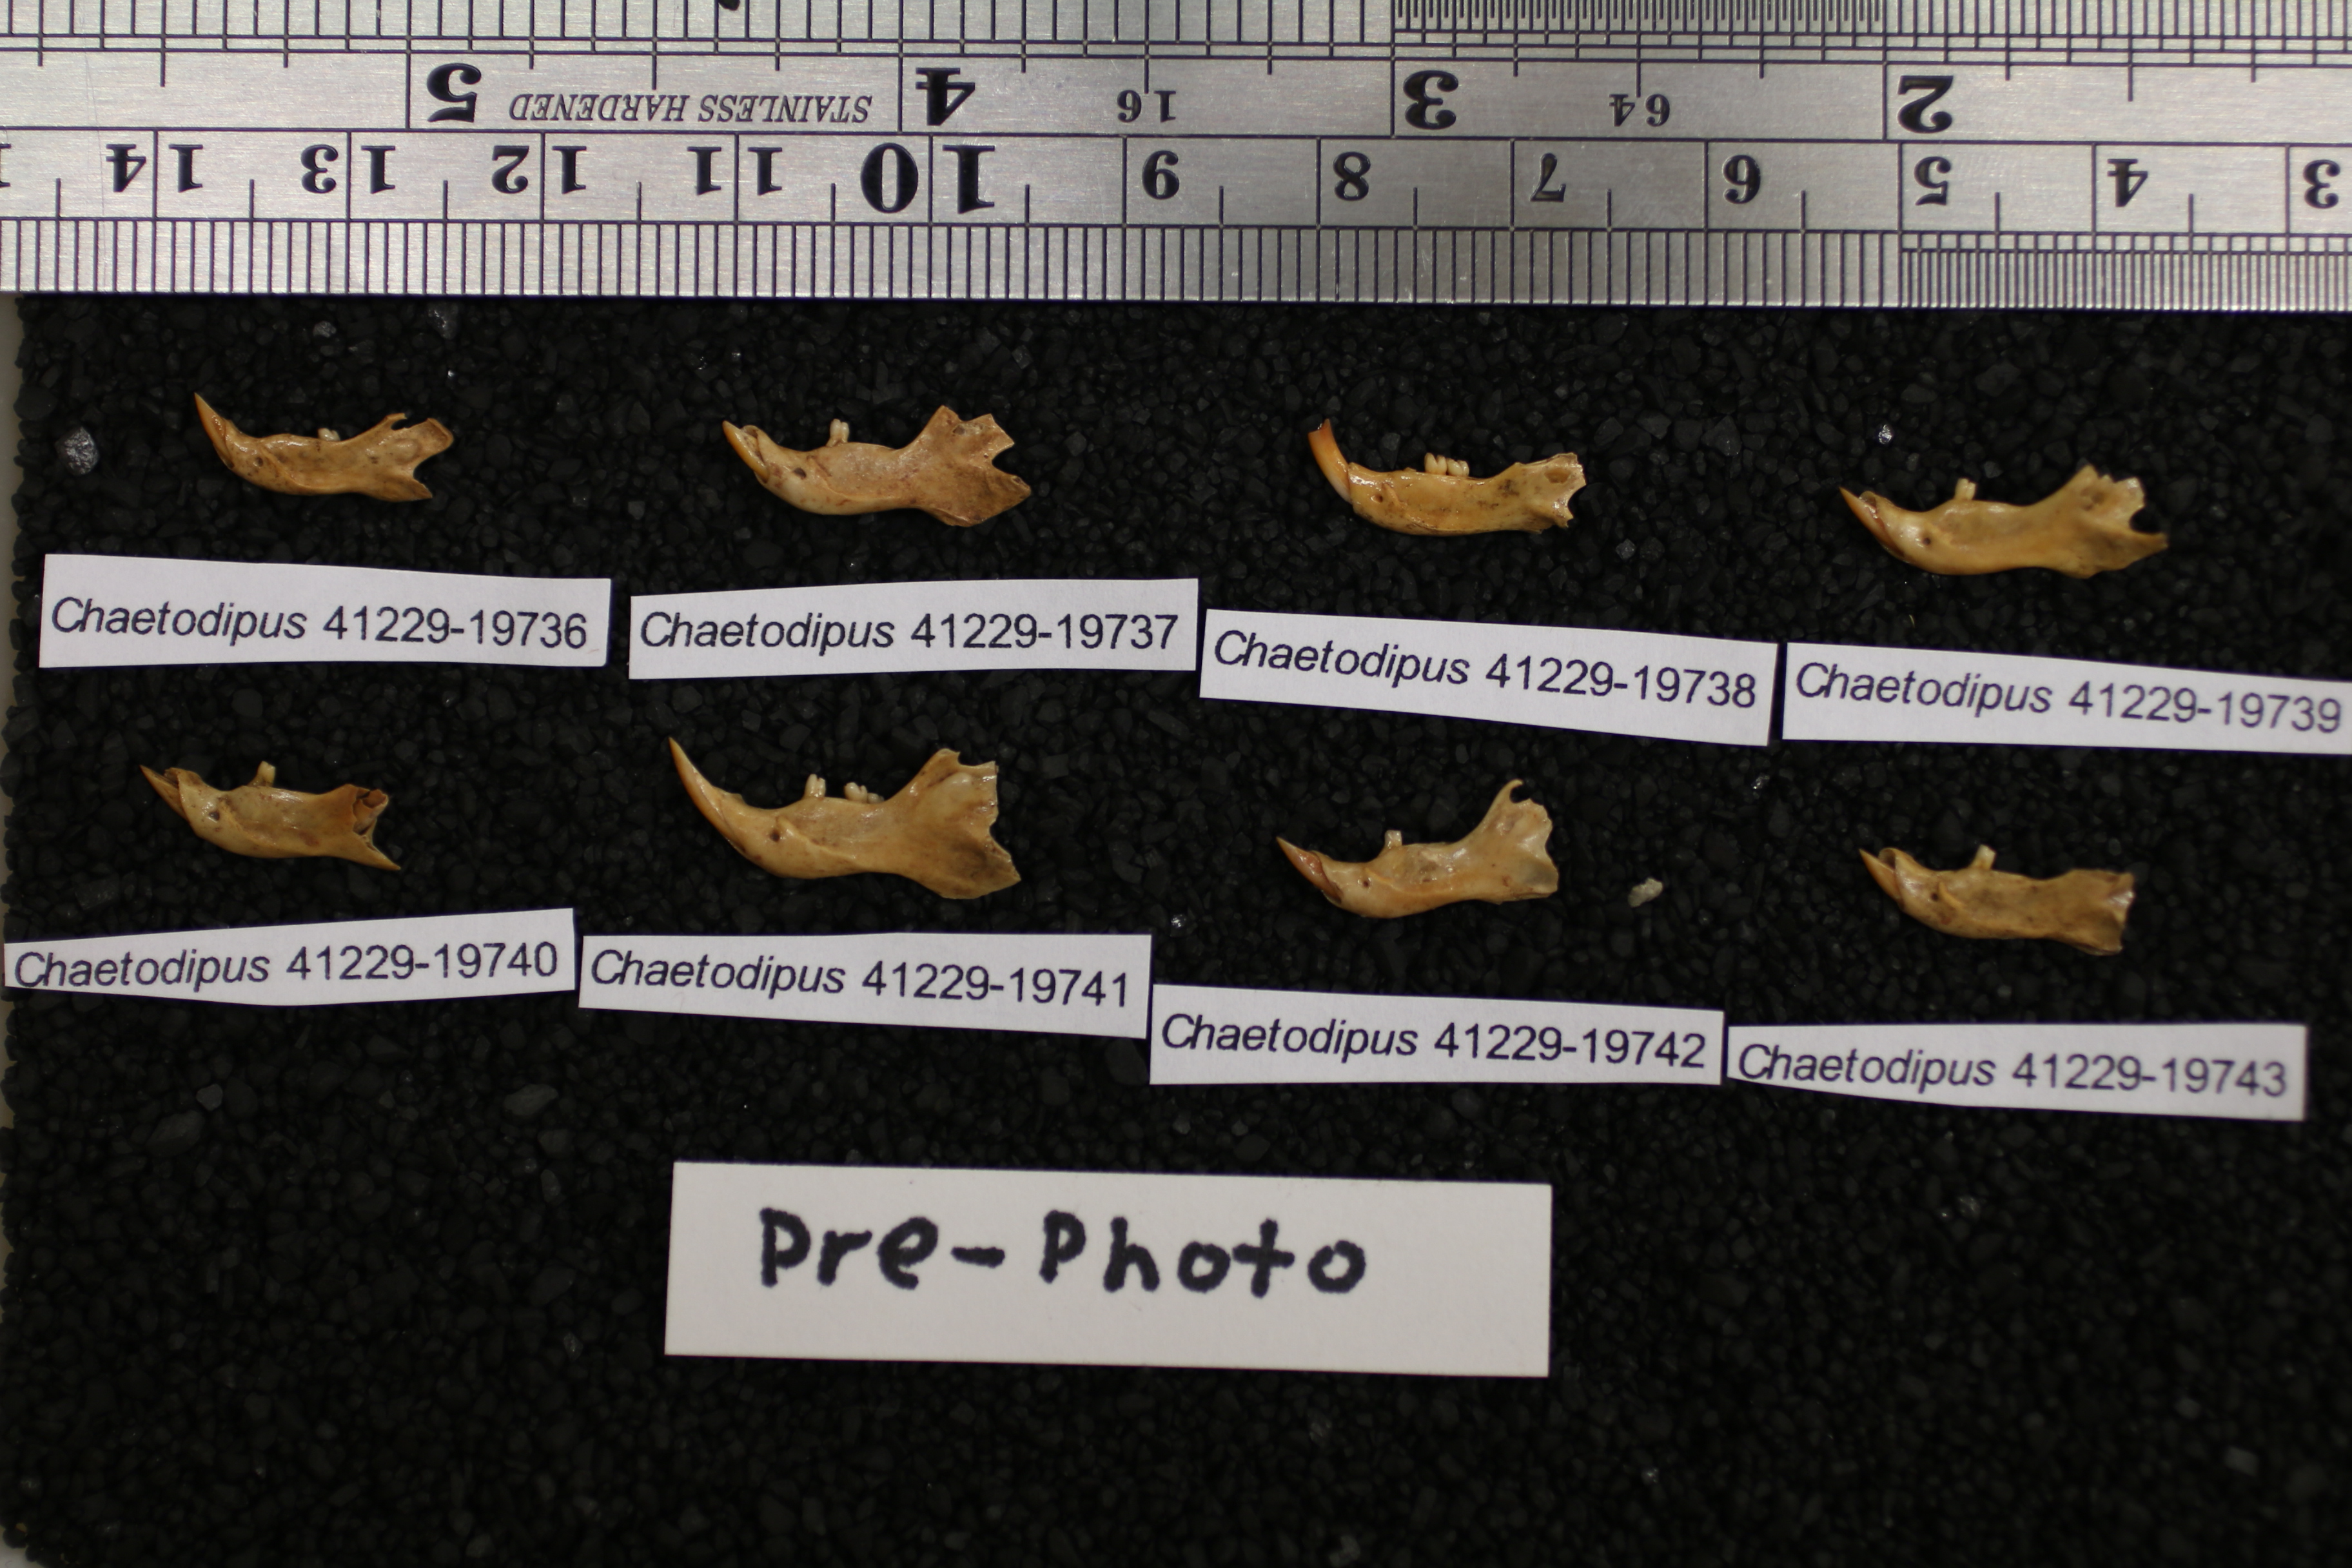 5 STAINLESS HARDENED 4 16 3 64 2
14 13 12 11 10 9 8 7 6 5 4 3
Chaetodipus 41229-19736
Chaetodipus 41229-19737
Chaetodipus 41229-19738
Chaetodipus 41229-19739
Chaetodipus 41229-19740
Chaetodipus 41229-19741
Chaetodipus 41229-19742
Chaetodipus 41229-19743
Pre-Photo